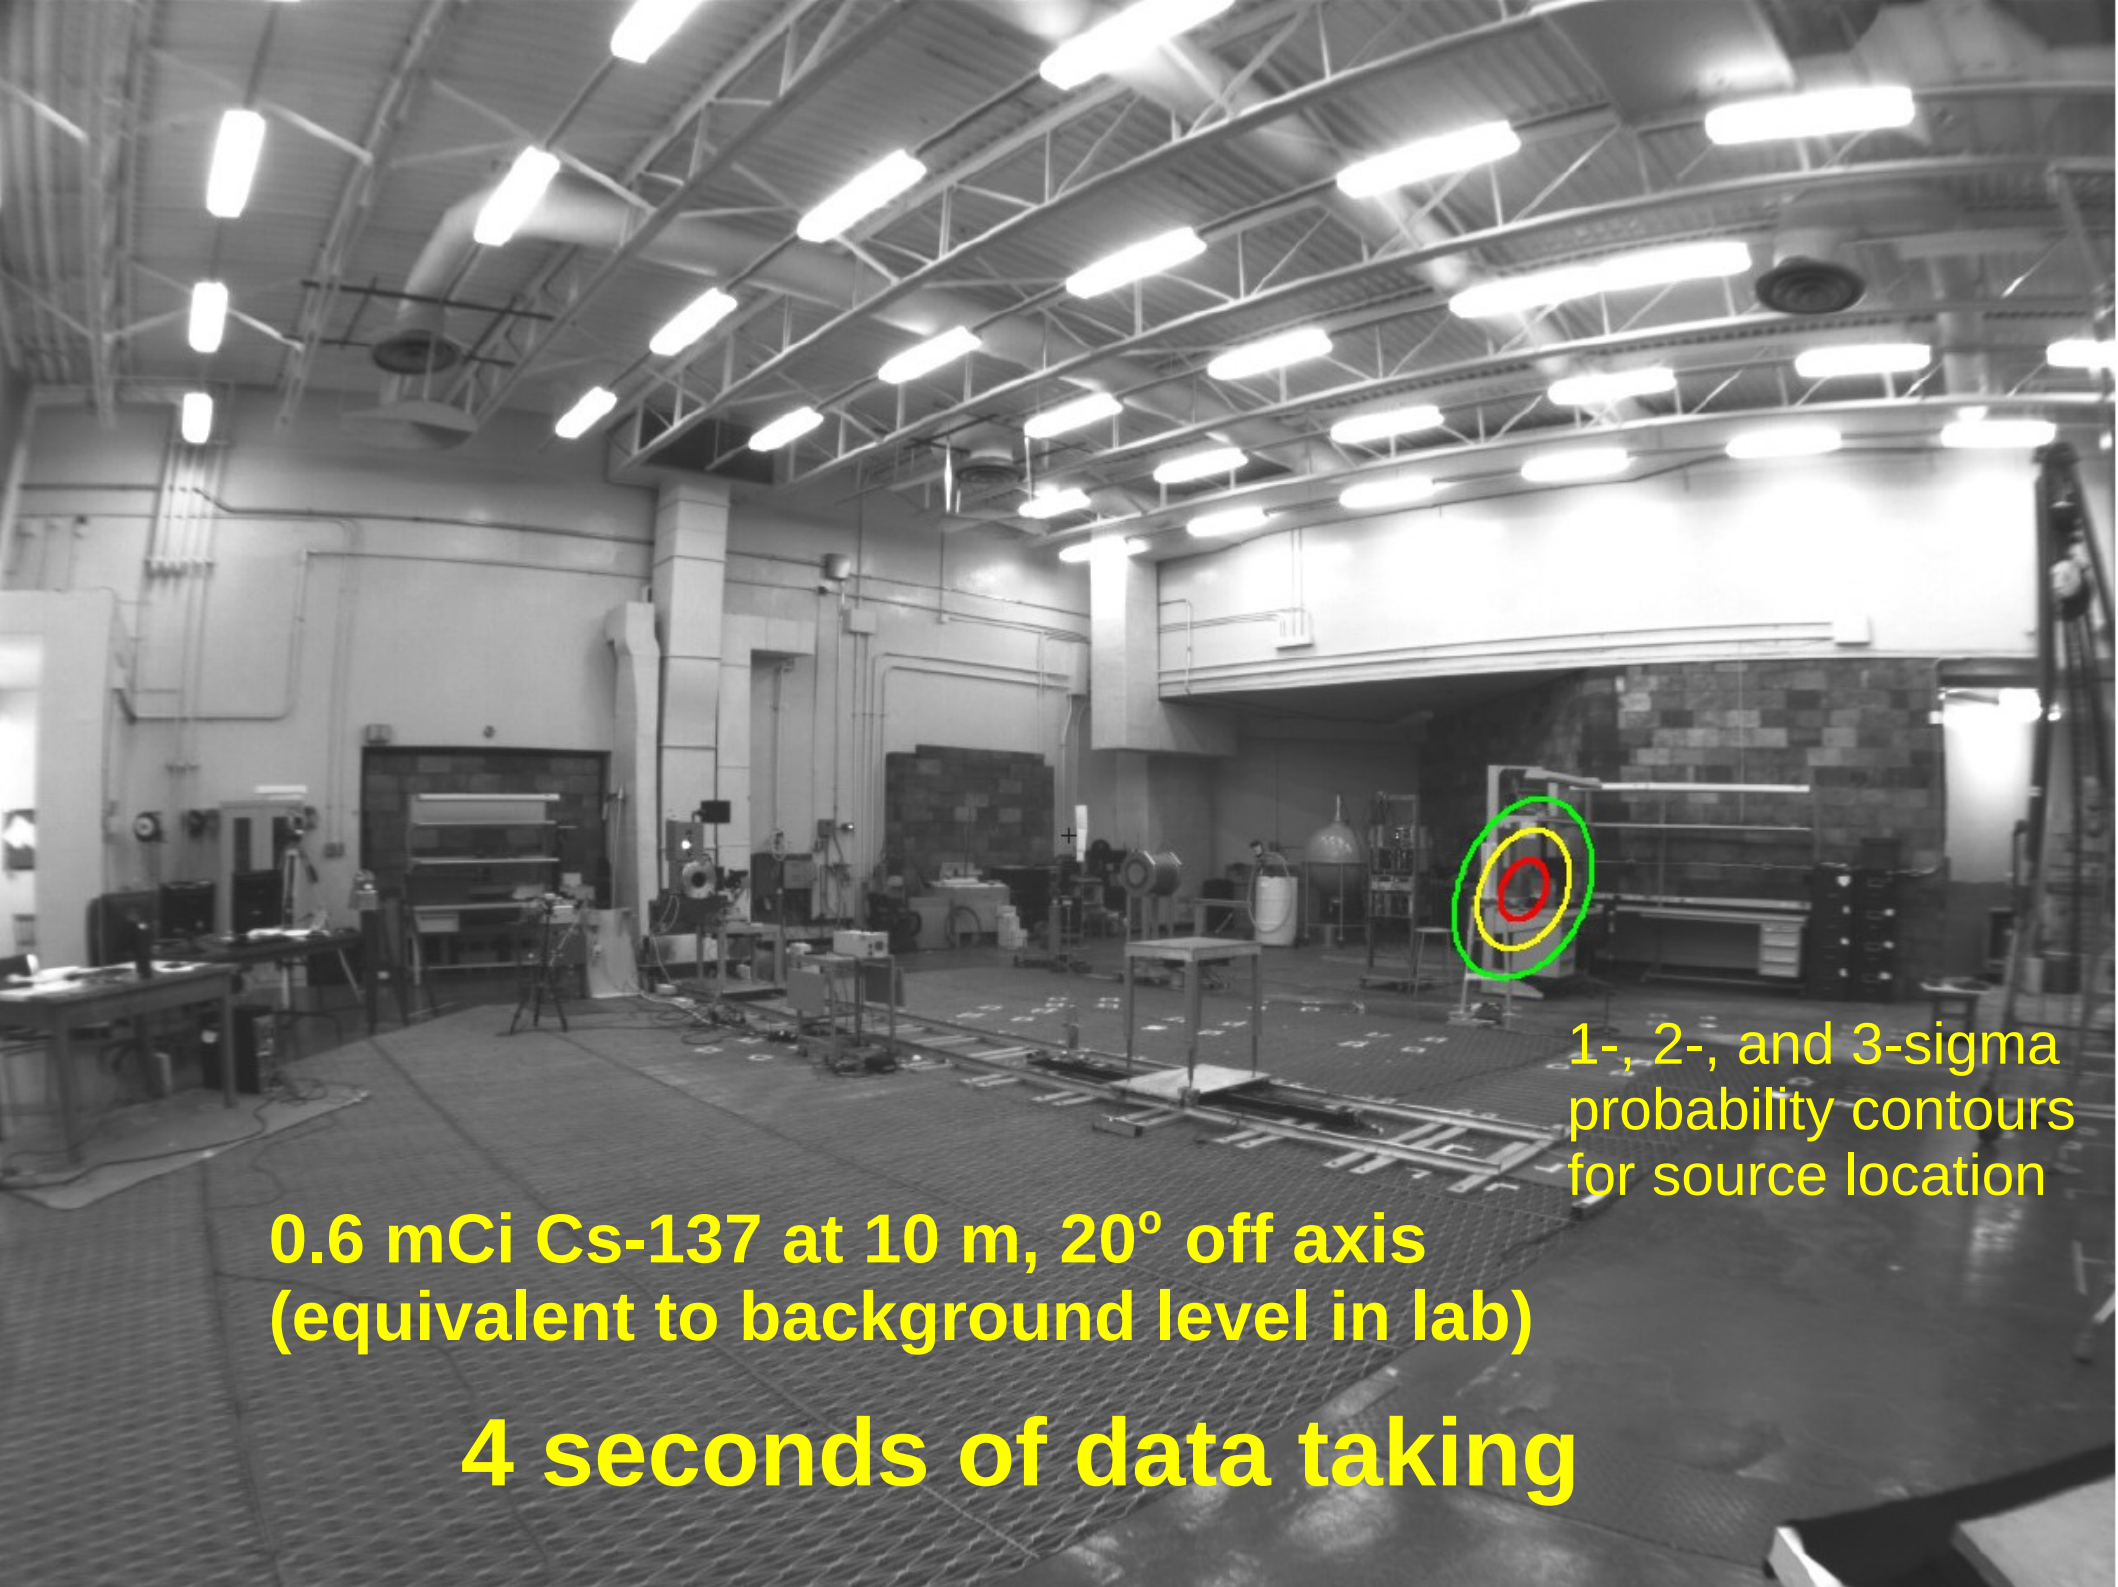 1-, 2-, and 3-sigma
probability contours
for source location
0.6 mCi Cs-137 at 10 m, 20º off axis
(equivalent to background level in lab)
4 seconds of data taking